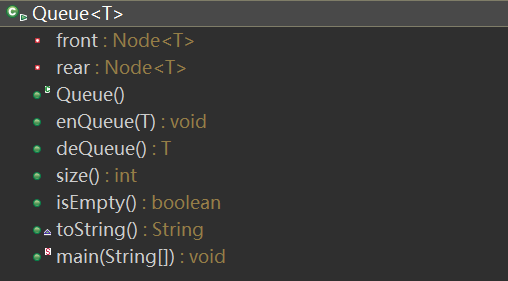 Queue<T>
front : Node<T>
rear : Node<T>
Queue()
enQueue(T) : void
deQueue() : T
size() : int
isEmpty() : boolean
toString() : String
main(String[]) : void